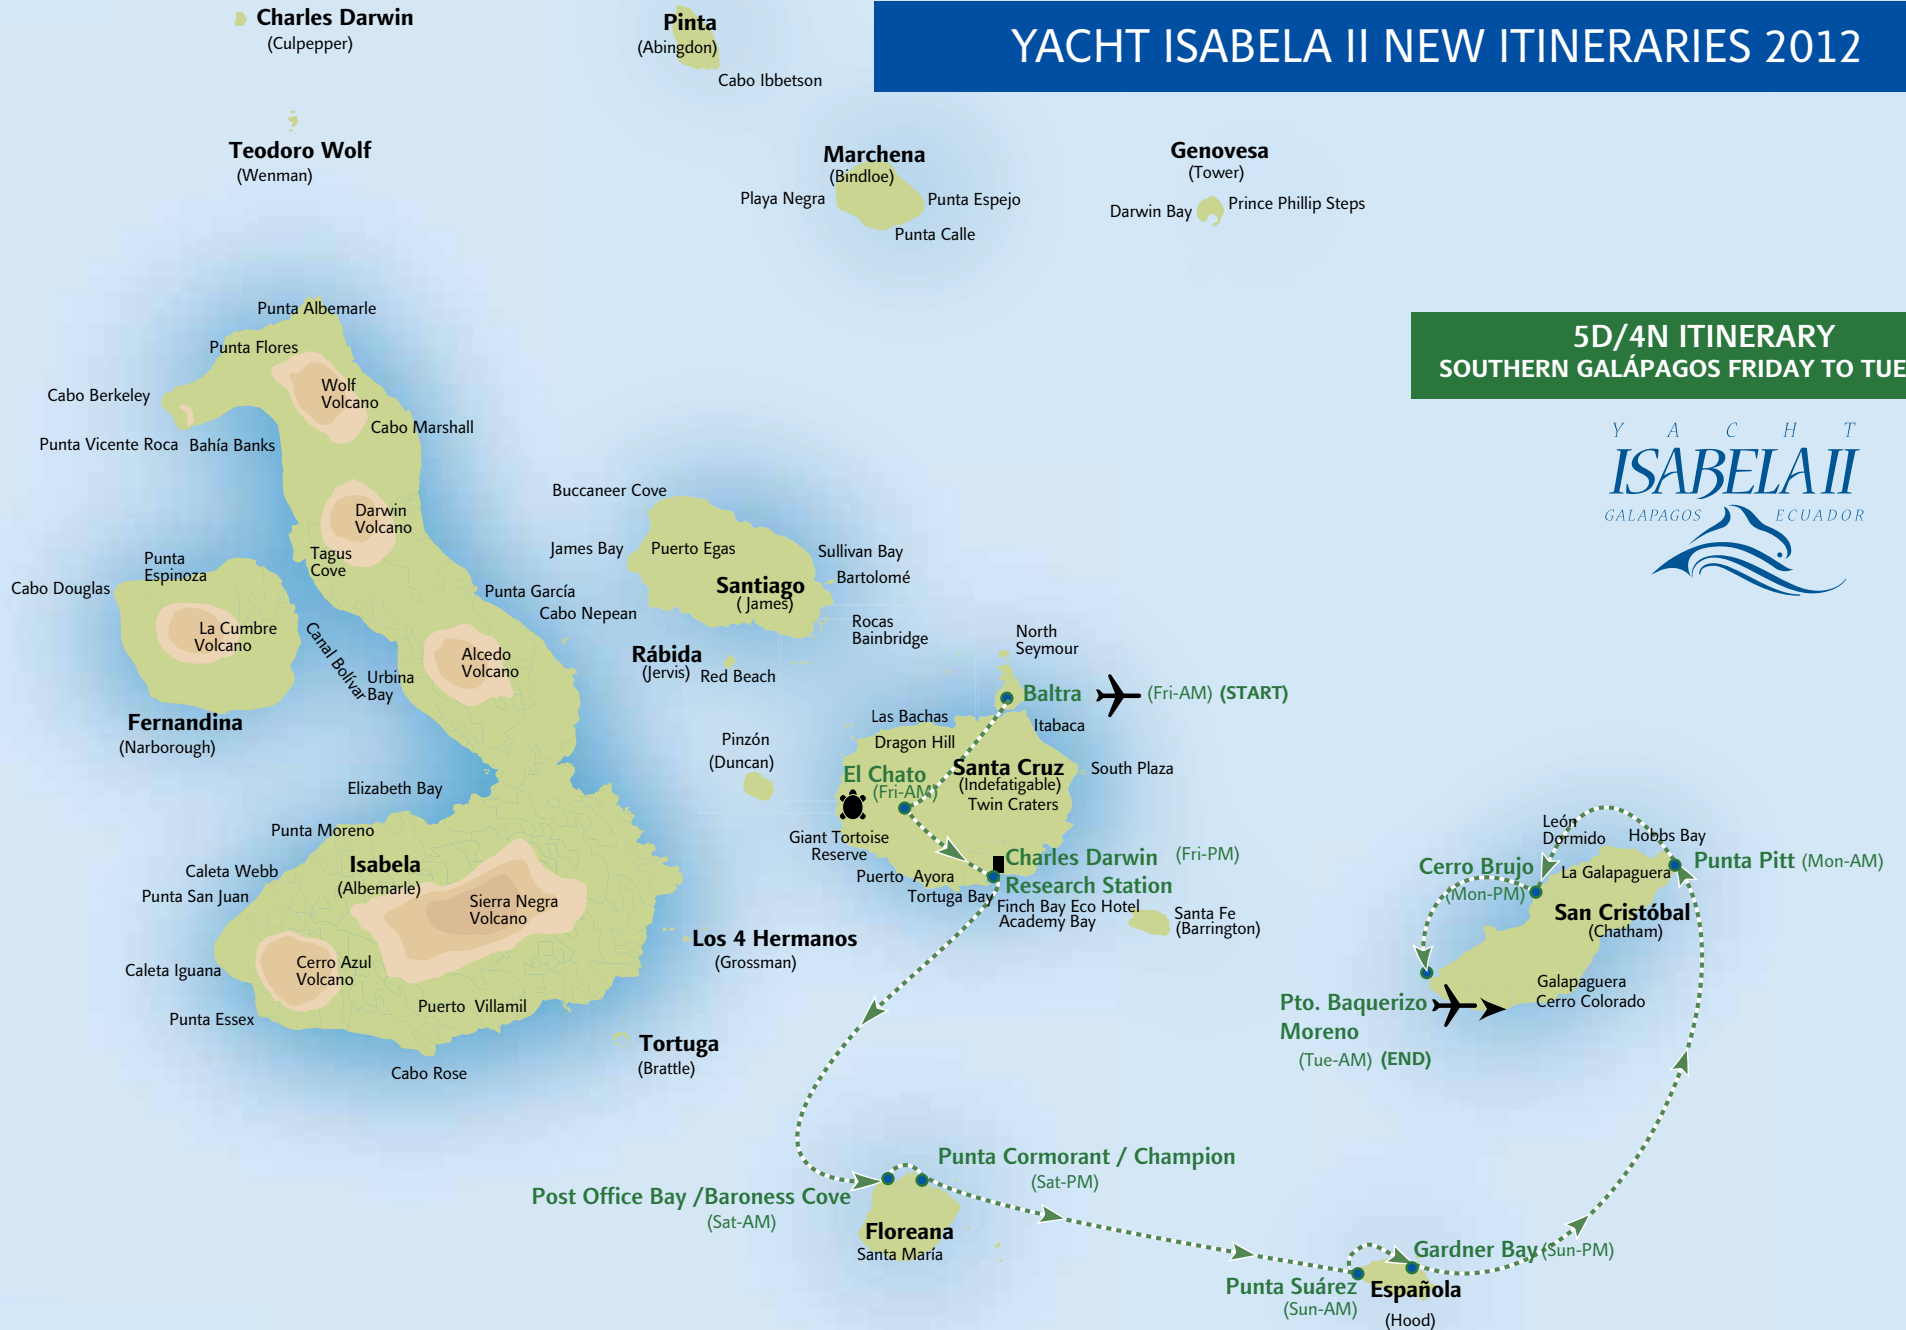 Charles Darwin
(Culpepper)
Pinta
(Abingdon)
Cabo Ibbetson
YACHT ISABELA II NEW ITINERARIES 2012
Teodoro Wolf
(Wenman)
Marchena
(Bindloe)
Playa Negra
Punta Espejo
Punta Calle
Genovesa
(Tower)
Darwin Bay
Prince Phillip Steps
5D/4N ITINERARY
SOUTHERN GALÁPAGOS FRIDAY TO TUE
YACHT
ISABELA II
GALAPAGOS ECUADOR
Punta Albemarle
Punta Flores
Wolf
Volcano
Cabo Berkeley
Cabo Marshall
Punta Vicente Roca
Bahía Banks
Darwin
Volcano
Tagus
Cove
Punta
Espinoza
Cabo Douglas
La Cumbre
Volcano
Canal Bolívar
Urbina
Bay
Fernandina
(Narborough)
Punta García
Cabo Nepean
Alcedo
Volcano
Buccaneer Cove
James Bay
Puerto Egas
Sullivan Bay
Bartolomé
Santiago
( James)
Rocas
Bainbridge
Rábida
(Jervis)
Red Beach
North
Seymour
Baltra
(Fri-AM) (START)
Las Bachas
Itabaca
Dragon Hill
Pinzón
(Duncan)
El Chato
(Fri-AM)
Santa Cruz
(Indefatigable)
Twin Craters
South Plaza
Giant Tortoise
Reserve
Puerto Ayora
Tortuga Bay
Charles Darwin (Fri-PM)
Research Station
Finch Bay Eco Hotel
Academy Bay
Santa Fe
(Barrington)
Elizabeth Bay
Punta Moreno
Isabela
(Albemarle)
Caleta Webb
Punta San Juan
Sierra Negra
Volcano
Cerro Azul
Volcano
Caleta Iguana
Punta Essex
Puerto Villamil
Cabo Rose
Los 4 Hermanos
(Grossman)
Tortuga
(Brattle)
León
Dormido
Hobbs Bay
Cerro Brujo
(Mon-PM)
La Galapaguera
Punta Pitt (Mon-AM)
San Cristóbal
(Chatham)
Galapaguera
Cerro Colorado
Pto. Baquerizo
Moreno
(Tue-AM) (END)
Punta Cormorant / Champion
(Sat-PM)
Post Office Bay /Baroness Cove
(Sat-AM)
Floreana
Santa María
Gardner Bay (Sun-PM)
Punta Suárez
(Sun-AM)
Española
(Hood)